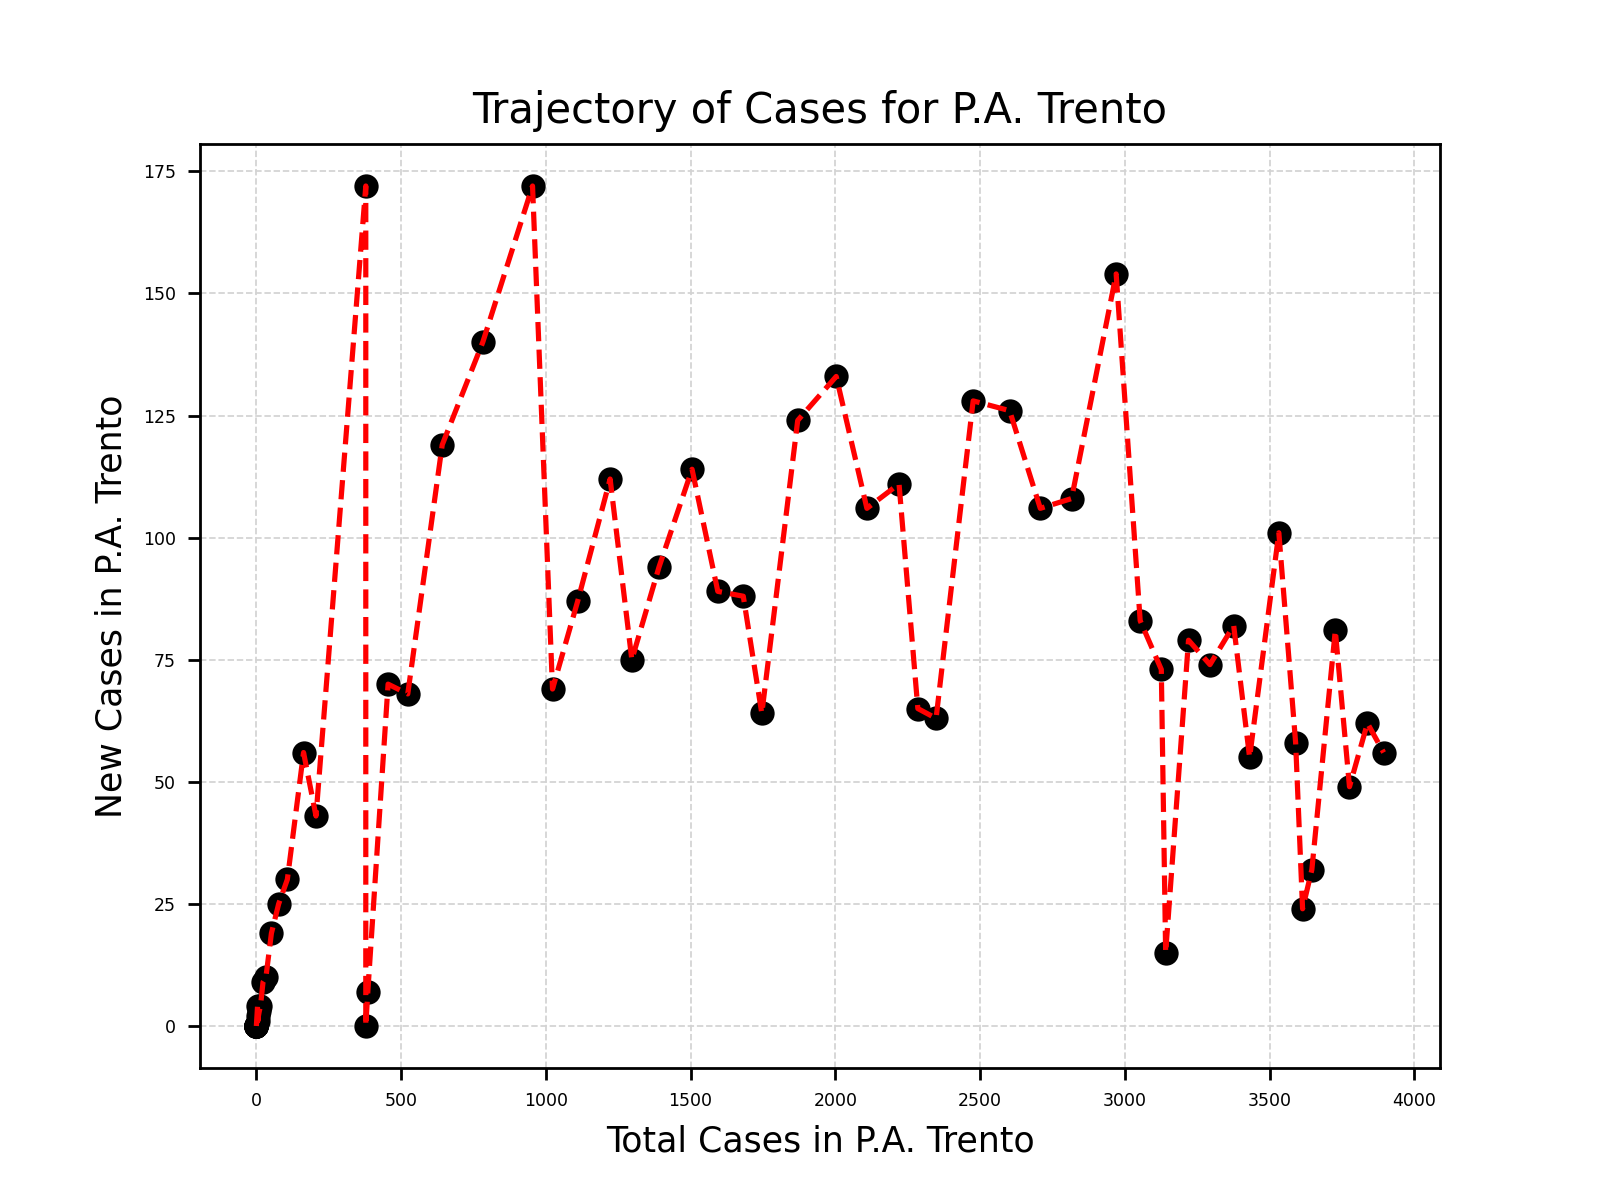 Trajectory of Cases for P.A. Trento
New Cases in P.A. Trento
175
150
125
100
75
50
25
0
0 500 1000 1500 2000 2500 3000 3500 4000
Total Cases in P.A. Trento